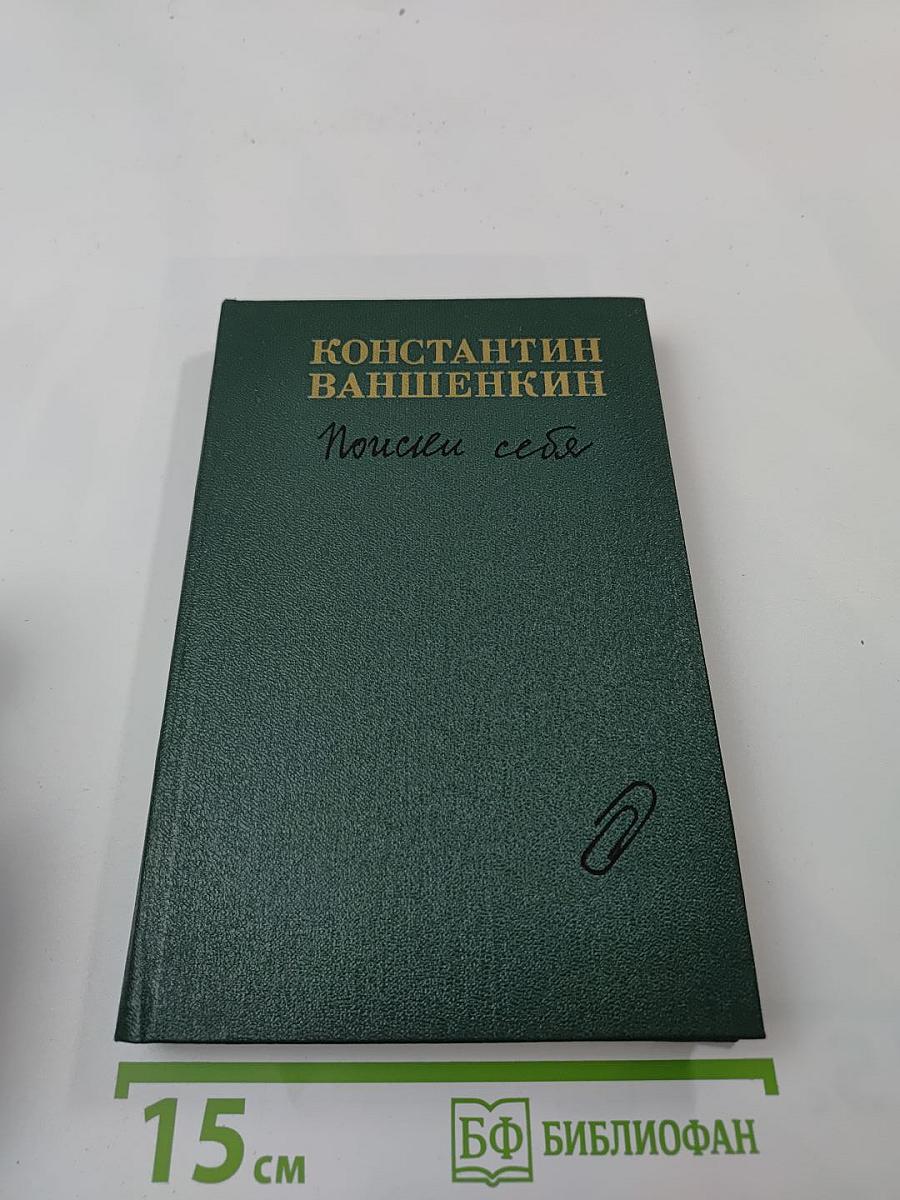 КОНСТАНТИН
ВАНШЕНКИН
Поиски себя
15 см
БФ БИБЛИОФАН